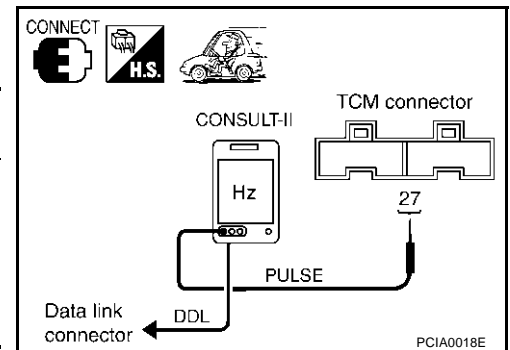 CONNECT
H.S.
CONSULT-II
TCM connector
Hz
27
PULSE
DDL
Data link
connector
PCIA0018E